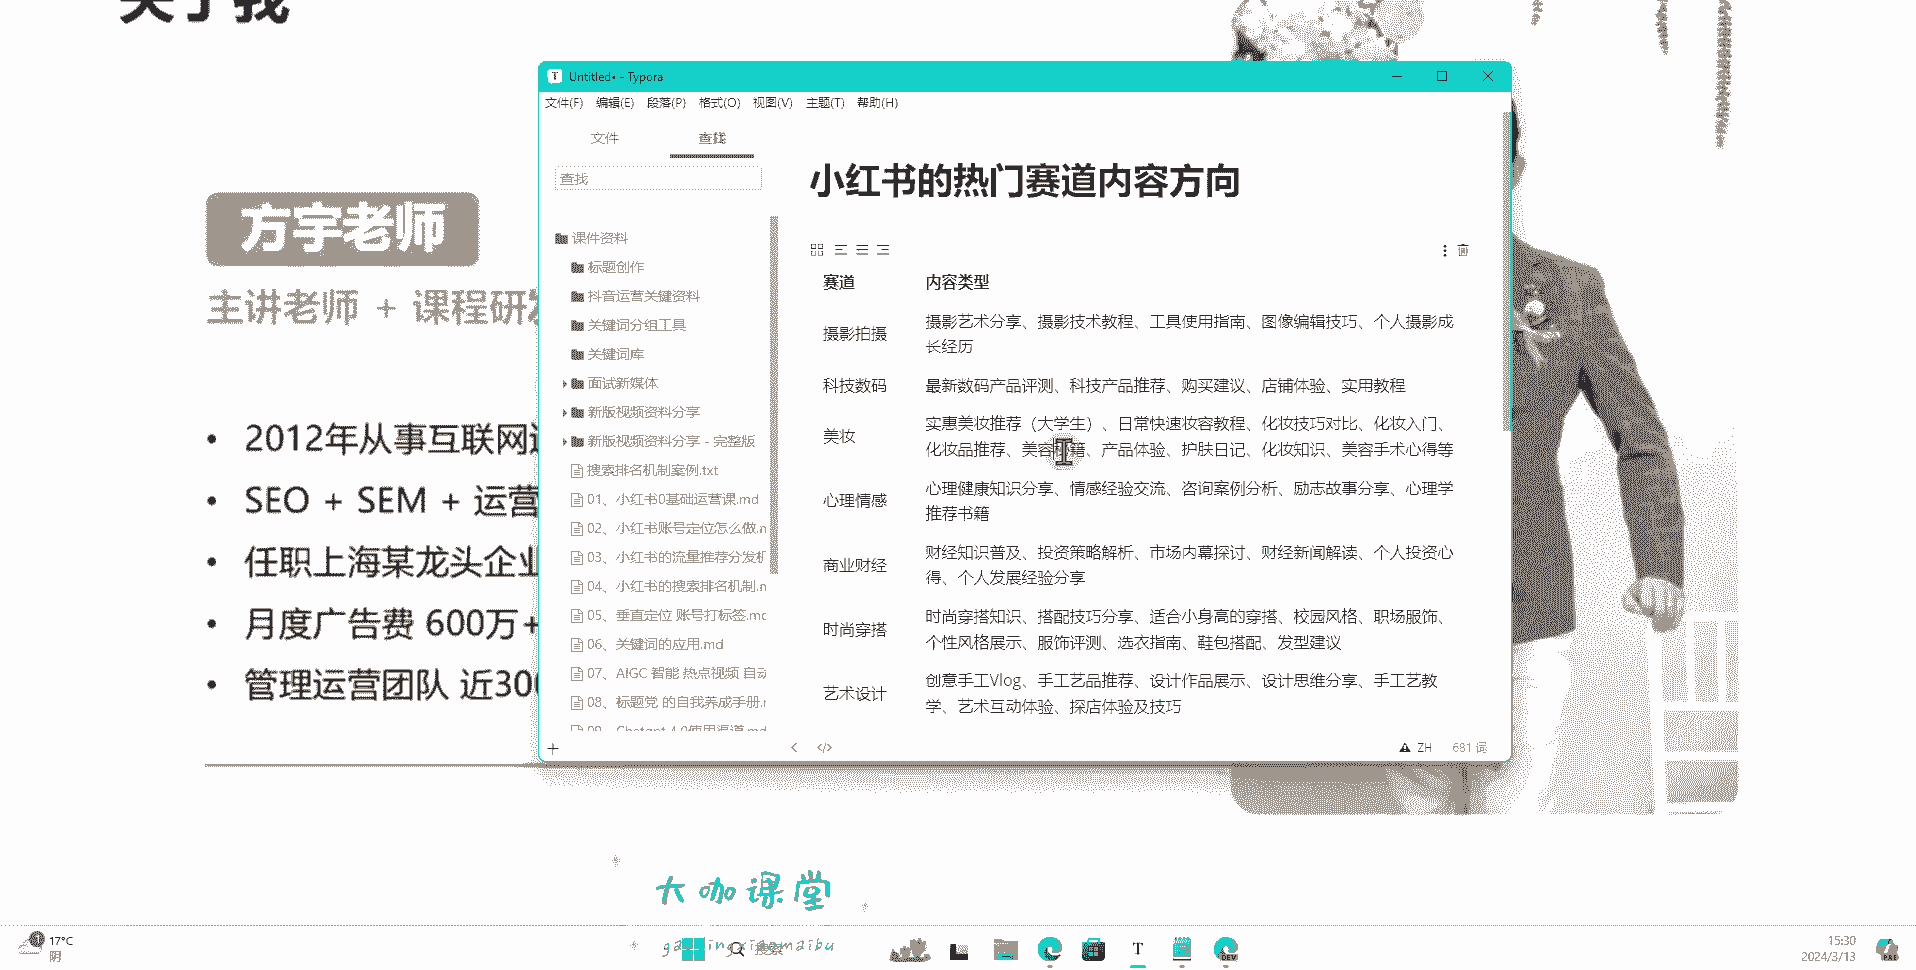 关于我
方宇老师
主讲老师 + 课程研发
2012年从事互联网
SEO + SEM + 运营
任职上海某龙头企业
月度广告费 600万+
管理运营团队 近300
Untitled• - Typora
文件(F) 编辑(E) 段落(P) 格式(O) 视图(V) 主题(T) 帮助(H)
文件 查找
查找
课件资料
标题创作
抖音运营关键资料
关键词分组工具
关键词库
面试新媒体
新版视频资料分享
新版视频资料分享 - 完整版
搜索排名机制案例.txt
01、小红书0基础运营课.md
02、小红书账号定位怎么做.n
03、小红书的流量推荐分发机
04、小红书的搜索排名机制.n
05、垂直定位 账号打标签.mc
06、关键词的应用.md
07、AIGC 智能 热点视频 自动
08、标题党 的自我养成手册.r
09、Chatgpt 4.0使用渠道.md
小红书的热门赛道内容方向
赛道 内容类型
摄影拍摄 摄影艺术分享、摄影技术教程、工具使用指南、图像编辑技巧、个人摄影成
长经历
科技数码 最新数码产品评测、科技产品推荐、购买建议、店铺体验、实用教程
美妆 实惠美妆推荐（大学生）、日常快速妆容教程、化妆技巧对比、化妆入门、
化妆品推荐、美容书籍、产品体验、护肤日记、化妆知识、美容手术心得等
心理情感 心理健康知识分享、情感经验交流、咨询案例分析、励志故事分享、心理学
推荐书籍
商业财经 财经知识普及、投资策略解析、市场内幕探讨、财经新闻解读、个人投资心
得、个人发展经验分享
时尚穿搭 时尚穿搭知识、搭配技巧分享、适合小身高的穿搭、校园风格、职场服饰、
个性风格展示、服饰评测、选衣指南、鞋包搭配、发型建议
艺术设计 创意手工Vlog、手工艺品推荐、设计作品展示、设计思维分享、手工艺教
学、艺术互动体验、探店体验及技巧
ZH 681 词
大咖课堂
17°C
阴
搜索
15:30
2024/3/13